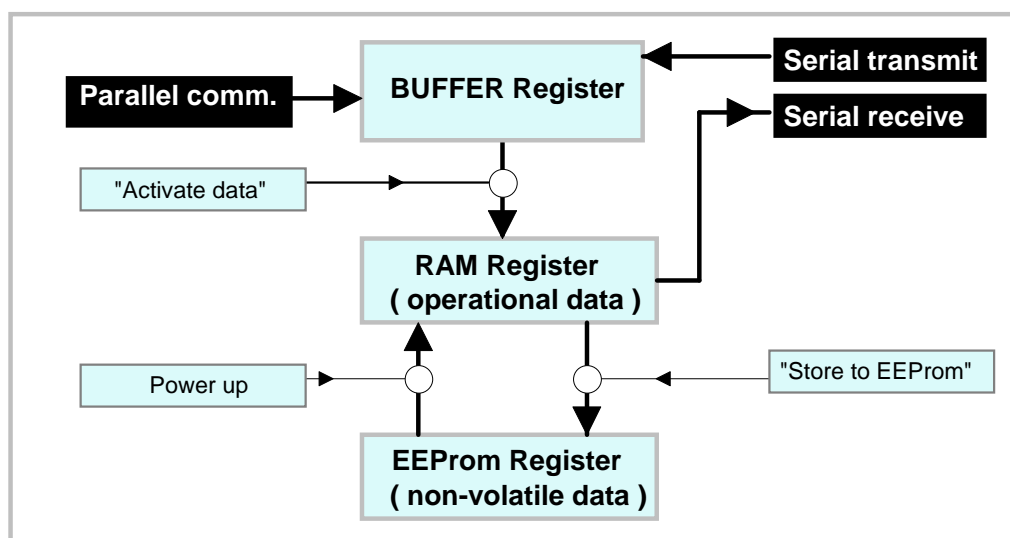 Serial transmit
BUFFER Register
Parallel comm.
Serial receive
"Activate data"
RAM Register
( operational data )
Power up
"Store to EEProm"
EEProm Register
( non-volatile data )